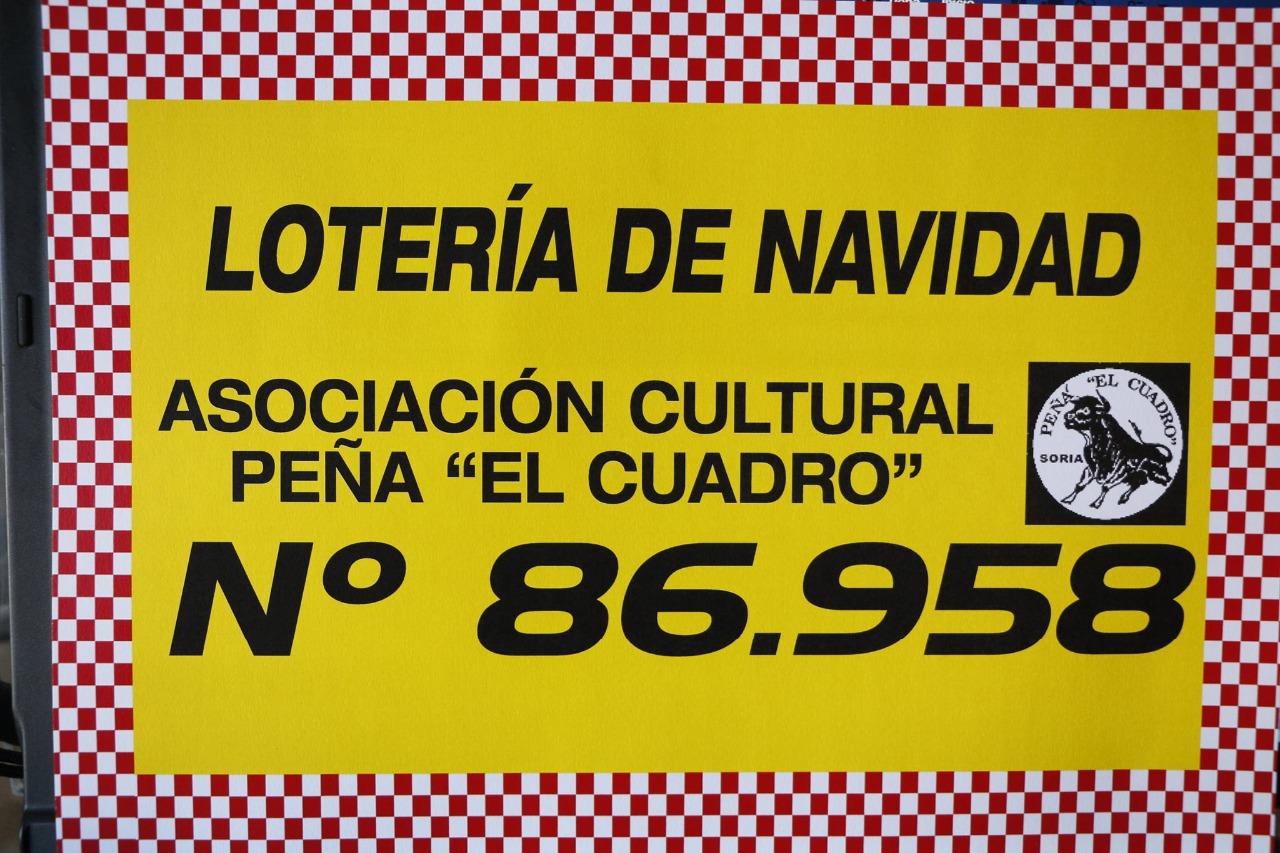 LOTERÍA DE NAVIDAD
ASOCIACIÓN CULTURAL
PEÑA “EL CUADRO”
PEÑA “EL CUADRO”
SORIA
Nº 86.958